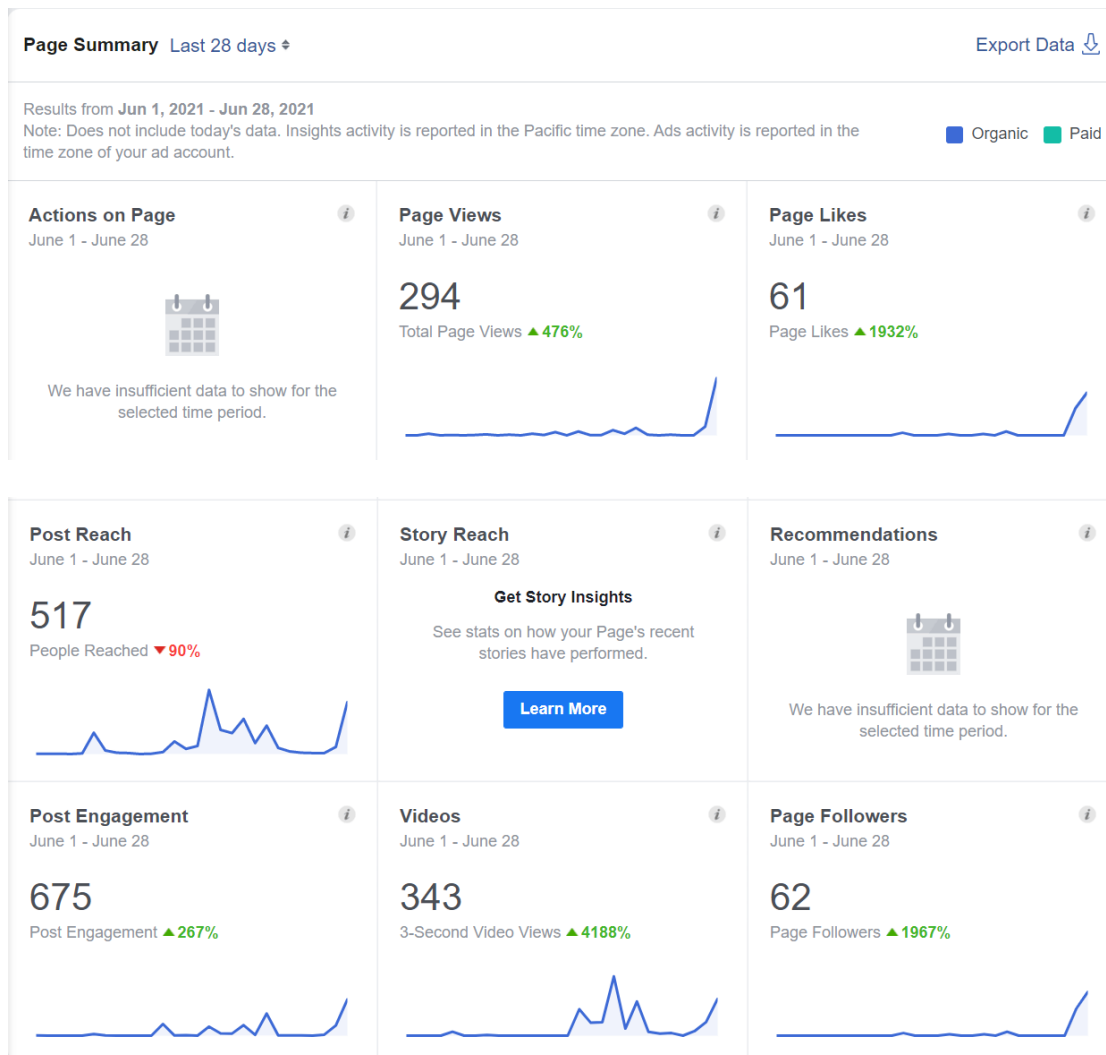 Page Summary Last 28 days
Export Data
Results from Jun 1, 2021 - Jun 28, 2021
Note: Does not include today's data. Insights activity is reported in the Pacific time zone. Ads activity is reported in the
time zone of your ad account.
Organic Paid
Actions on Page
June 1 - June 28
We have insufficient data to show for the
selected time period.
Page Views
June 1 - June 28
294
Total Page Views 476%
Page Likes
June 1 - June 28
61
Page Likes 1932%
Post Reach
June 1 - June 28
517
People Reached 90%
Story Reach
June 1 - June 28
Get Story Insights
See stats on how your Page's recent
stories have performed.
Learn More
Recommendations
June 1 - June 28
We have insufficient data to show for the
selected time period.
Post Engagement
June 1 - June 28
675
Post Engagement 267%
Videos
June 1 - June 28
343
3-Second Video Views 4188%
Page Followers
June 1 - June 28
62
Page Followers 1967%